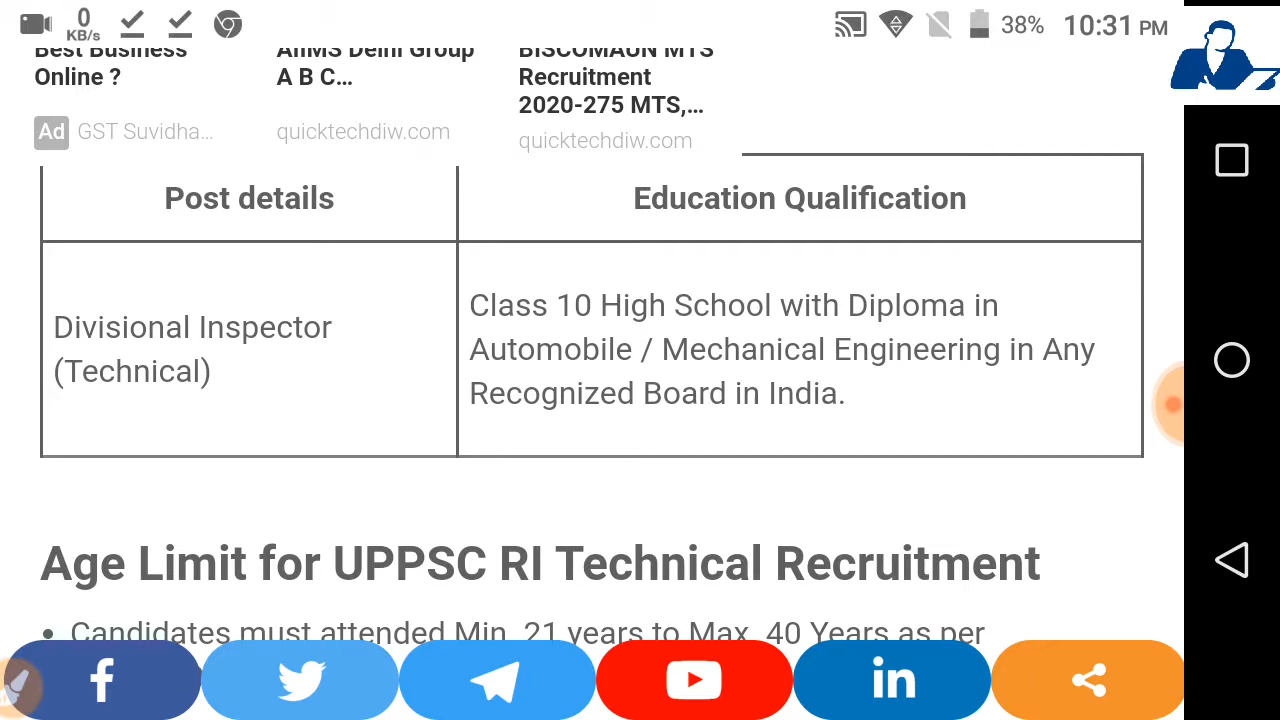 0
KB/s
38%
10:31 PM
Best Business
Online ?
AIIMS Delhi Group
A B C...
BISCOMAUN MTS
Recruitment
2020-275 MTS,...
Ad GST Suvidha...
quicktechdiw.com
quicktechdiw.com
Post details
Education Qualification
Divisional Inspector
(Technical)
Class 10 High School with Diploma in
Automobile / Mechanical Engineering in Any
Recognized Board in India.
Age Limit for UPPSC RI Technical Recruitment
• Candidates must attended Min. 21 years to Max. 40 Years as per